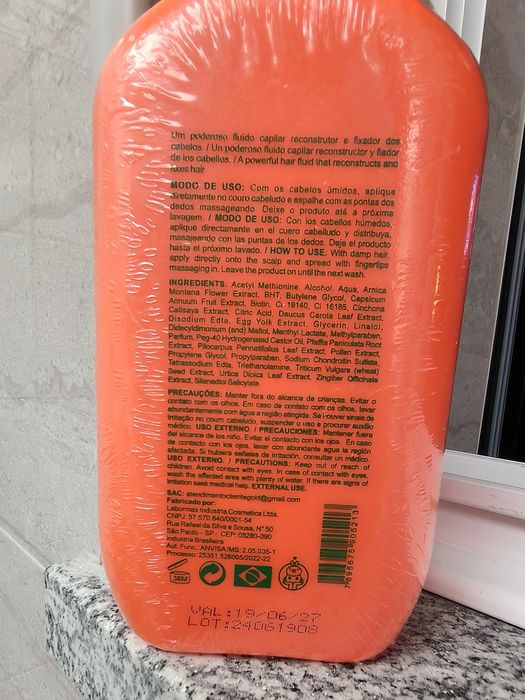 Um poderoso fluido capilar reconstrutor e fixador dos
cabelos. / Un poderoso fluido capilar reconstructor y fiador
de los cabellos. / A powerful hair fluid that reconstructs and
fixes hair.
MODO DE USO: Com os cabelos úmidos, aplique
diretamente no couro cabeludo e espalhe com as pontas dos
dedos massageando. Deixe o produto até a próxima
lavagem. / MODO DE USO: Con los cabellos húmedos,
aplique directamente en el cuero cabelludo y distribuya,
masajeando con las puntas de los dedos. Deje el producto
hasta el próximo lavado. / HOW TO USE: With damp hair,
apply directly onto the scalp and spread with fingertips
massaging in. Leave the product on until the next wash.
INGREDIENTS: Acetyl Methionine, Alcohol, Aqua, Arnica
Montana Flower Extract, BHT, Butylene Glycol, Capsicum
Annuum Fruit Extract, Biotin, Ci 19140, Ci 16185, Cinchona
Calisaya Extract, Citric Acid, Daucus Carota Leaf Extract,
Disodium Edta, Egg Yolk Extract, Glycerin, Linalol,
Didecyldimonium (and) Maltol, Menthyl Lactate, Methylparaben,
Parfum, Peg-40 Hydrogenated Castor Oil, Pfaffia Paniculata Root
Extract, Pilocarpus Pennatifolius Leaf Extract, Pollen Extract,
Propylene Glycol, Propylparaben, Sodium Chondroitin Sulfate,
Tetrassodium Edta, Triethanolamine, Triticum Vulgare (wheat)
Seed Extract, Urtica Dioica Leaf Extract, Zingiber Officinale
Extract, Silanediol Salicylate.
PRECAUÇÕES: Manter fora do alcance de crianças. Evitar o
contato com os olhos. Em caso de contato com os olhos, lavar
abundantemente com água a região atingida. Se houver sinais de
irritação no couro cabeludo, suspender o uso e procurar auxílio
médico. USO EXTERNO. / PRECAUCIONES: Mantener fuera
del alcance de los niño. Evitar el contacto con los ojos. En caso
de contacto con los ojos, lavar con abundante agua la región
afectada. Si hubiera señales de irritación, consultar un médico.
USO EXTERNO. / PRECAUTIONS: Keep out of reach of
children. Avoid contact with eyes. In case of contact with eyes,
wash the affected area with plenty of water. If there are signs of
irritation seek medical help. EXTERNAL USE.
SAC: atendimentoclientegold@gmail.com
Fabricado por:
Labormax Industria Cosmetica Ltda.
CNPJ: 57.570.640/0001-54
Rua Rafael da Silva e Sousa, N° 50
São Paulo - SP - CEP: 05280-090
Industria Brasileira
Aut. Func. ANVISA/MS: 2.05.035-1
Processo: 25351.526005/2022-22
36M
7895675905213
VAL:19/06/27
LOT:24061908